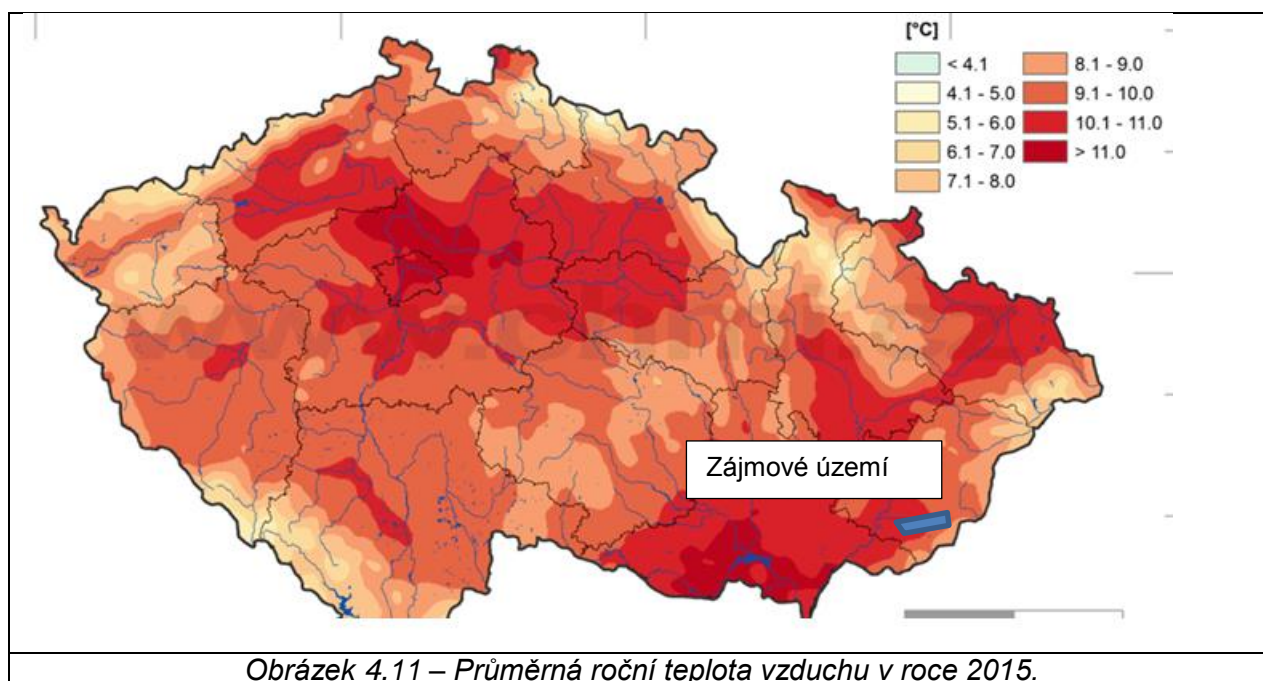 [°C]
< 4.1
4.1 - 5.0
5.1 - 6.0
6.1 - 7.0
7.1 - 8.0
8.1 - 9.0
9.1 - 10.0
10.1 - 11.0
> 11.0
Zájmové území
Obrázek 4.11 – Průměrná roční teplota vzduchu v roce 2015.